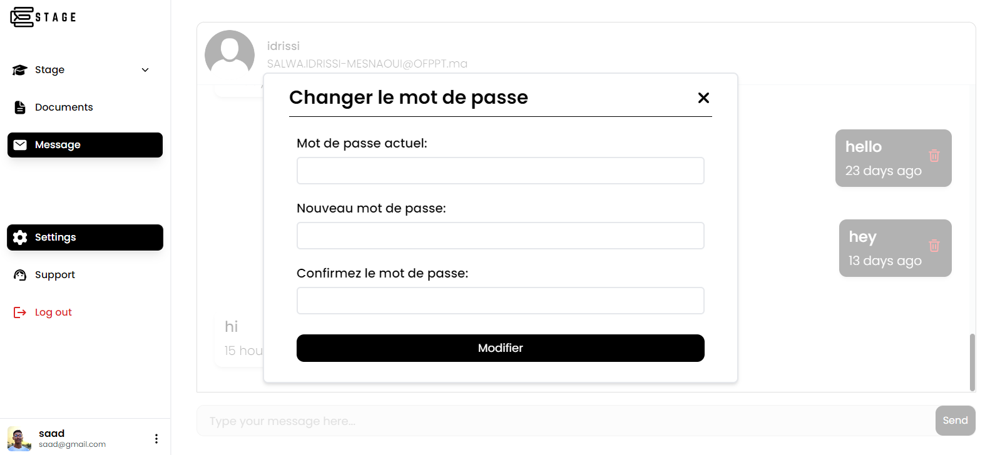 STAGE
Stage
Documents
Message
Settings
Support
Log out
saad
saad@gmail.com
idrissi
SALWA.IDRISSI-MESNAOUI@OFPPT.ma
Changer le mot de passe
Mot de passe actuel:
Nouveau mot de passe:
Confirmez le mot de passe:
Modifier
hello
23 days ago
hey
13 days ago
hi
15 hou
Type your message here...
Send